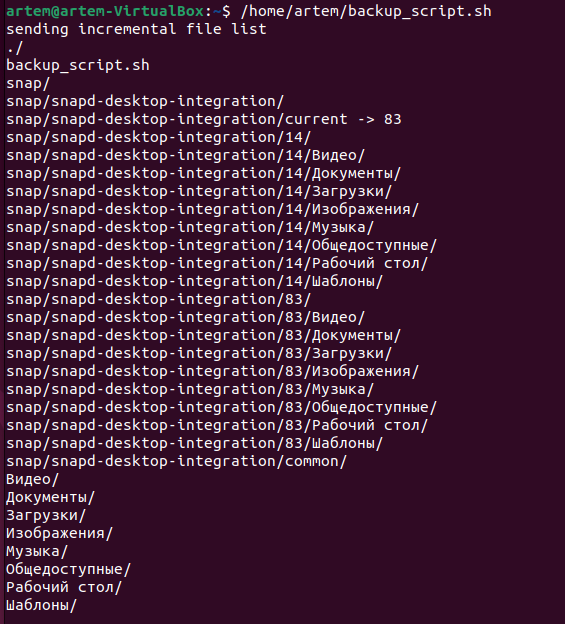 artem@artem-VirtualBox:~$ /home/artem/backup_script.sh
sending incremental file list
./
backup_script.sh
snap/
snap/snapd-desktop-integration/
snap/snapd-desktop-integration/current -> 83
snap/snapd-desktop-integration/14/
snap/snapd-desktop-integration/14/Видео/
snap/snapd-desktop-integration/14/Документы/
snap/snapd-desktop-integration/14/Загрузки/
snap/snapd-desktop-integration/14/Изображения/
snap/snapd-desktop-integration/14/Музыка/
snap/snapd-desktop-integration/14/Общедоступные/
snap/snapd-desktop-integration/14/Рабочий стол/
snap/snapd-desktop-integration/14/Шаблоны/
snap/snapd-desktop-integration/83/
snap/snapd-desktop-integration/83/Видео/
snap/snapd-desktop-integration/83/Документы/
snap/snapd-desktop-integration/83/Загрузки/
snap/snapd-desktop-integration/83/Изображения/
snap/snapd-desktop-integration/83/Музыка/
snap/snapd-desktop-integration/83/Общедоступные/
snap/snapd-desktop-integration/83/Рабочий стол/
snap/snapd-desktop-integration/83/Шаблоны/
snap/snapd-desktop-integration/common/
Видео/
Документы/
Загрузки/
Изображения/
Музыка/
Общедоступные/
Рабочий стол/
Шаблоны/